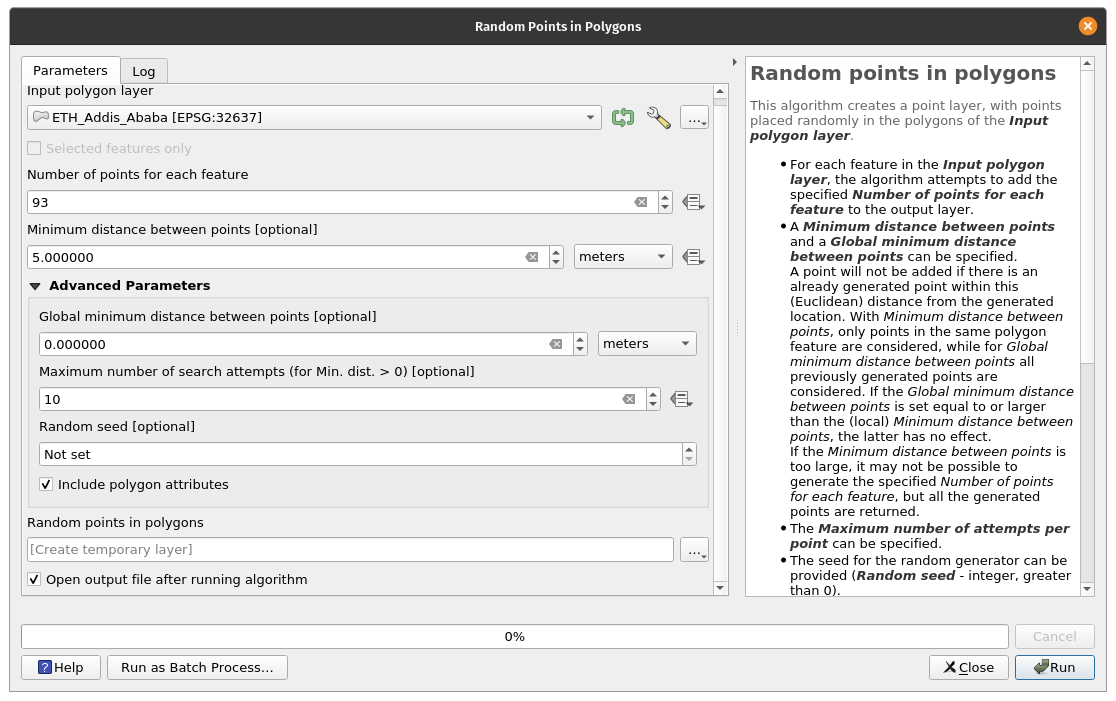 Random Points in Polygons
Parameters
Log
Input polygon layer
ETH_Addis_Ababa [EPSG:32637]
...
Selected features only
Number of points for each feature
93
Minimum distance between points [optional]
5.000000
meters
Advanced Parameters
Global minimum distance between points [optional]
0.000000
meters
Maximum number of search attempts (for Min. dist. > 0) [optional]
10
Random seed [optional]
Not set
Include polygon attributes
Random points in polygons
[Create temporary layer]
...
Open output file after running algorithm
Random points in polygons
This algorithm creates a point layer, with points
placed randomly in the polygons of the Input
polygon layer.
• For each feature in the Input polygon
layer, the algorithm attempts to add the
specified Number of points for each
feature to the output layer.
• A Minimum distance between points
and a Global minimum distance
between points can be specified.
A point will not be added if there is an
already generated point within this
(Euclidean) distance from the generated
location. With Minimum distance between
points, only points in the same polygon
feature are considered, while for Global
minimum distance between points all
previously generated points are
considered. If the Global minimum distance
between points is set equal to or larger
than the (local) Minimum distance between
points, the latter has no effect.
If the Minimum distance between points is
too large, it may not be possible to
generate the specified Number of points
for each feature, but all the generated
points are returned.
• The Maximum number of attempts per
point can be specified.
• The seed for the random generator can be
provided (Random seed - integer, greater
than 0).
0%
Cancel
? Help
Run as Batch Process...
Close
Run